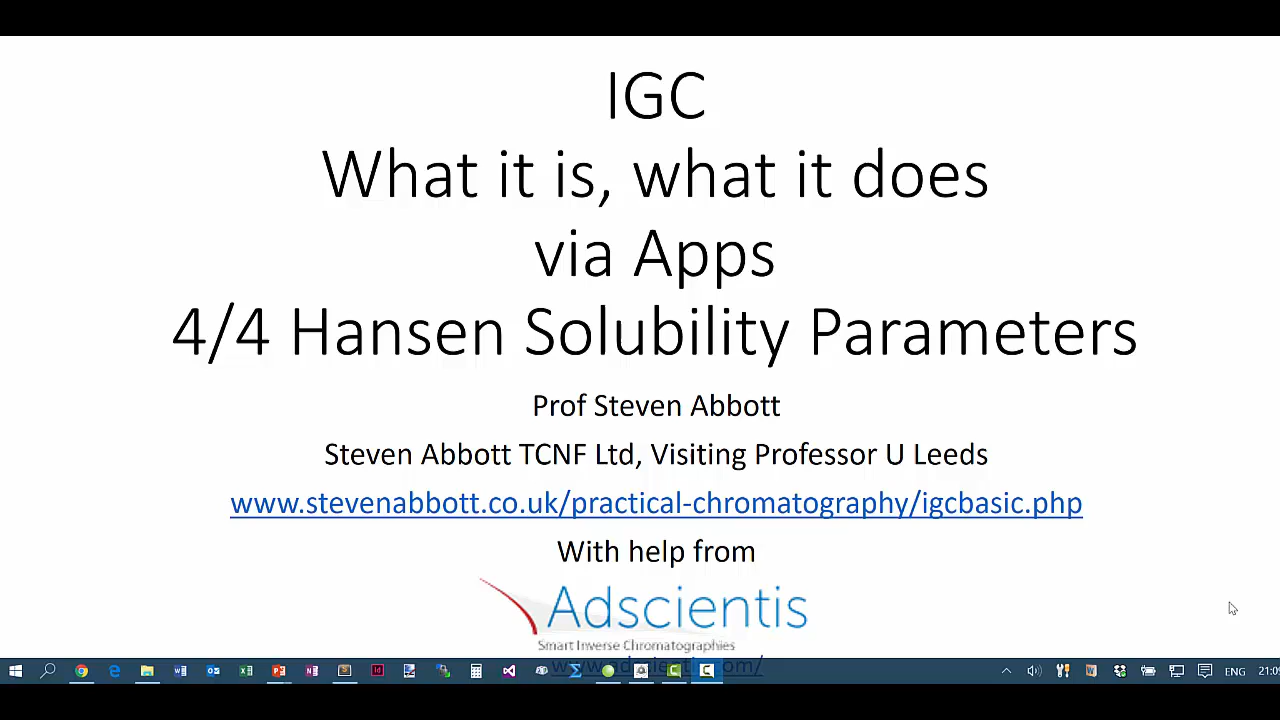 IGC
What it is, what it does
via Apps
4/4 Hansen Solubility Parameters
Prof Steven Abbott
Steven Abbott TCNF Ltd, Visiting Professor U Leeds
www.stevenabbott.co.uk/practical-chromatography/igcbasic.php
With help from
Adscientis
Smart Inverse Chromatographies
ENG